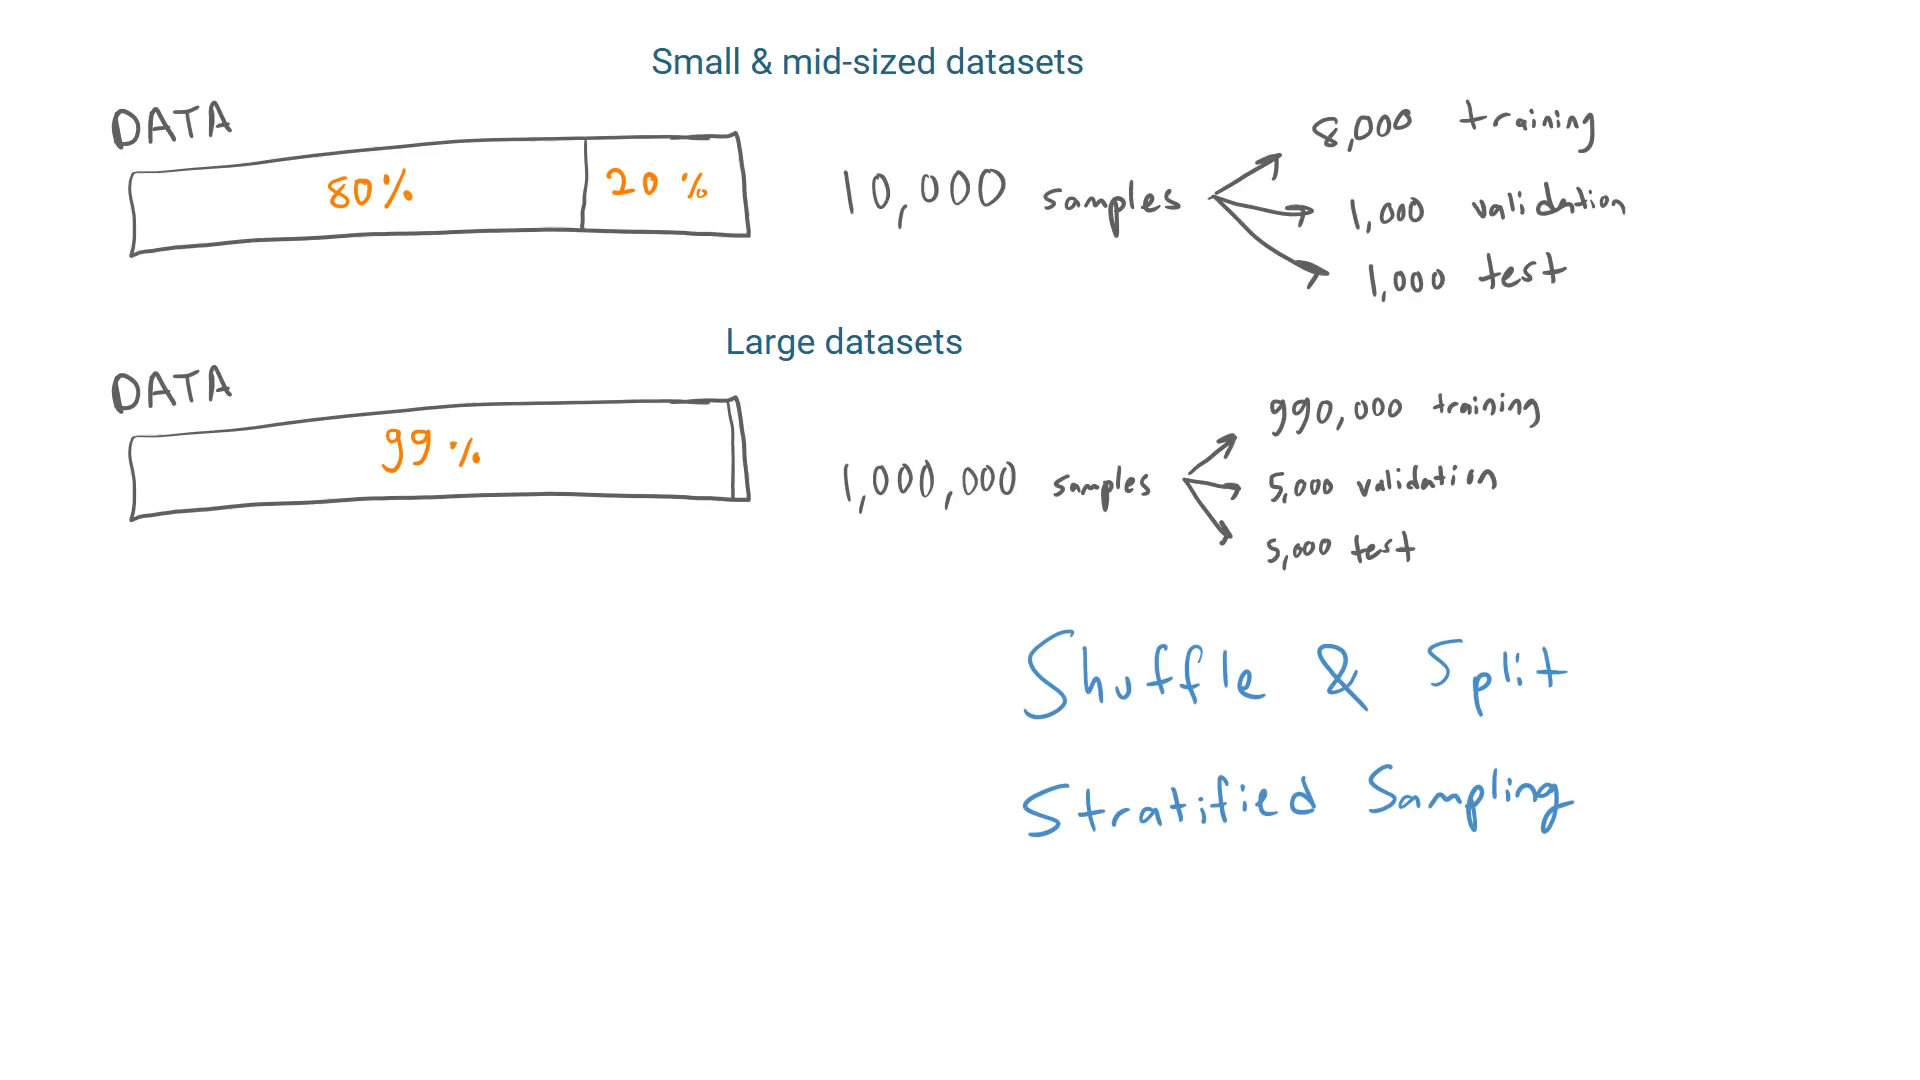 Small & mid-sized datasets
DATA
80% 20 %
10,000 samples
8,000 training
1,000 validation
1,000 test
Large datasets
DATA
99 %
1,000,000 samples
990,000 training
5,000 validation
5,000 test
Shuffle & Split
Stratified Sampling